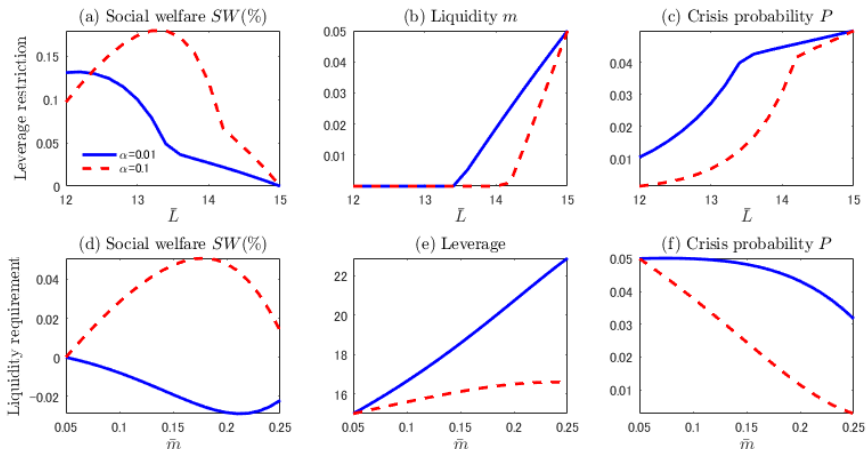 (a) Social welfare SW(%)
(b) Liquidity m
(c) Crisis probability P
Leverage restriction
0.15
0.1
0.05
0
α=0.01
α=0.1
12 13 14 15
L̄
0.05
0.04
0.03
0.02
0.01
12 13 14 15
L̄
0.04
0.03
0.02
0.01
12 13 14 15
L̄
(d) Social welfare SW(%)
(e) Leverage
(f) Crisis probability P
Liquidity requirement
0.04
0.02
0
−0.02
0.05 0.1 0.15 0.2 0.25
m̄
22
20
18
16
0.05 0.1 0.15 0.2 0.25
m̄
0.05
0.04
0.03
0.02
0.01
0.05 0.1 0.15 0.2 0.25
m̄